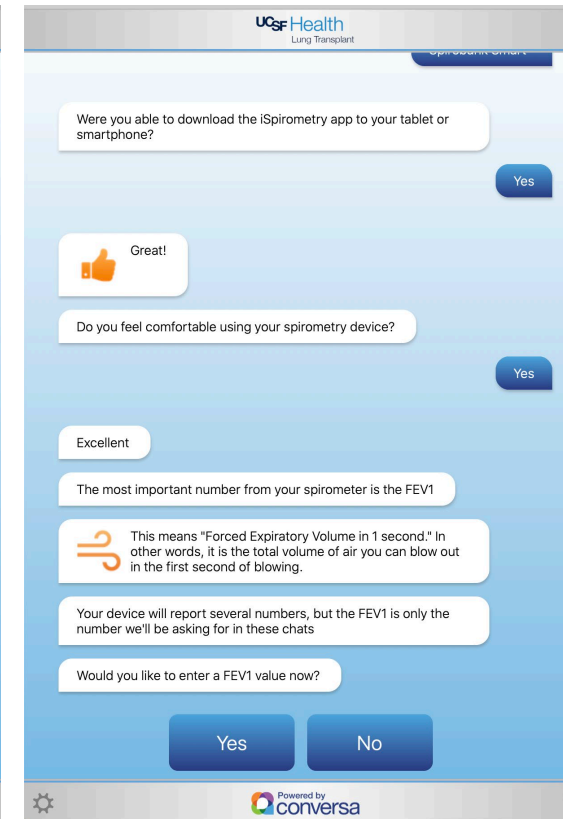 UCSF Health
Lung Transplant
Spirobank Smart
Were you able to download the iSpirometry app to your tablet or
smartphone?
Yes
Great!
Do you feel comfortable using your spirometry device?
Yes
Excellent
The most important number from your spirometer is the FEV1
This means "Forced Expiratory Volume in 1 second." In
other words, it is the total volume of air you can blow out
in the first second of blowing.
Your device will report several numbers, but the FEV1 is only the
number we'll be asking for in these chats
Would you like to enter a FEV1 value now?
Yes
No
Powered by
conversa